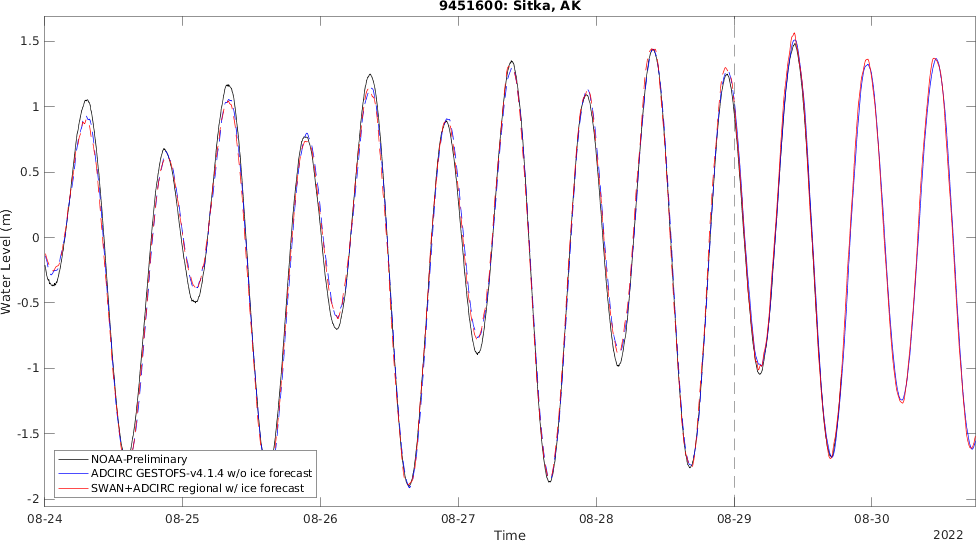 9451600: Sitka, AK
1.5
1
0.5
0
-0.5
-1
-1.5
-2
Water Level (m)
NOAA-Preliminary
ADCIRC GESTOFS-v4.1.4 w/o ice forecast
SWAN+ADCIRC regional w/ ice forecast
08-24 08-25 08-26 08-27 08-28 08-29 08-30
Time
2022